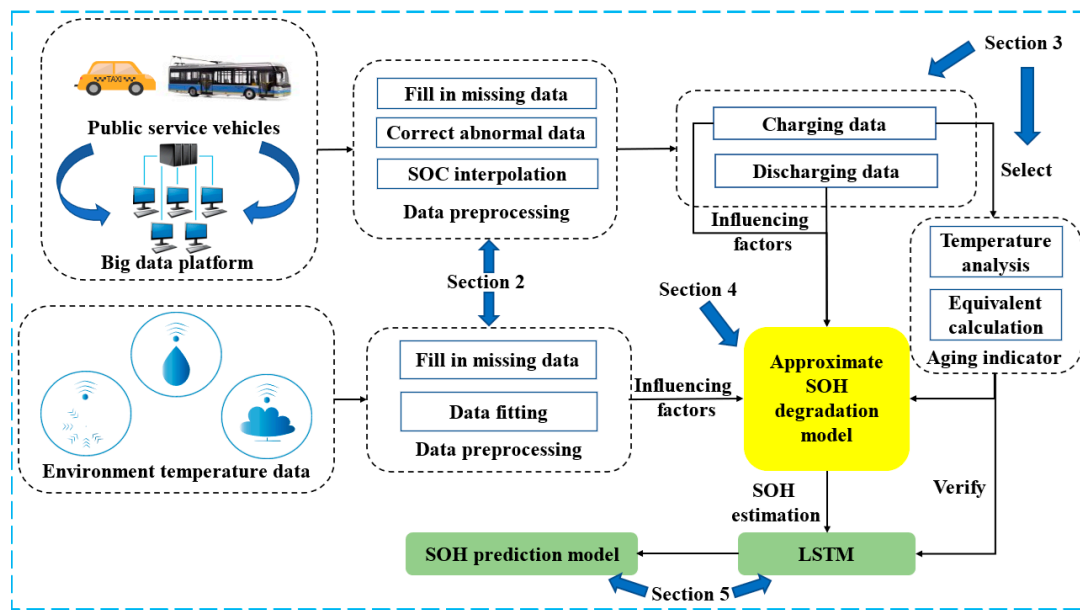 TAXI
Public service vehicles
Big data platform
Environment temperature data
Fill in missing data
Correct abnormal data
SOC interpolation
Data preprocessing
Section 2
Fill in missing data
Data fitting
Data preprocessing
Charging data
Discharging data
Influencing
factors
Section 3
Select
Temperature
analysis
Equivalent
calculation
Aging indicator
Section 4
Influencing
factors
Approximate
SOH
degradation
model
SOH
estimation
Verify
SOH prediction model
LSTM
Section 5